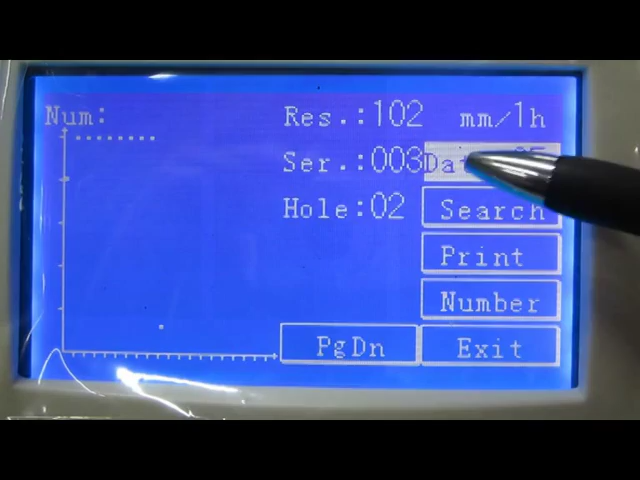 Num: Res.:102 mm/1h
Ser.:003
Hole:02 Search
Print
Number
PgDn Exit